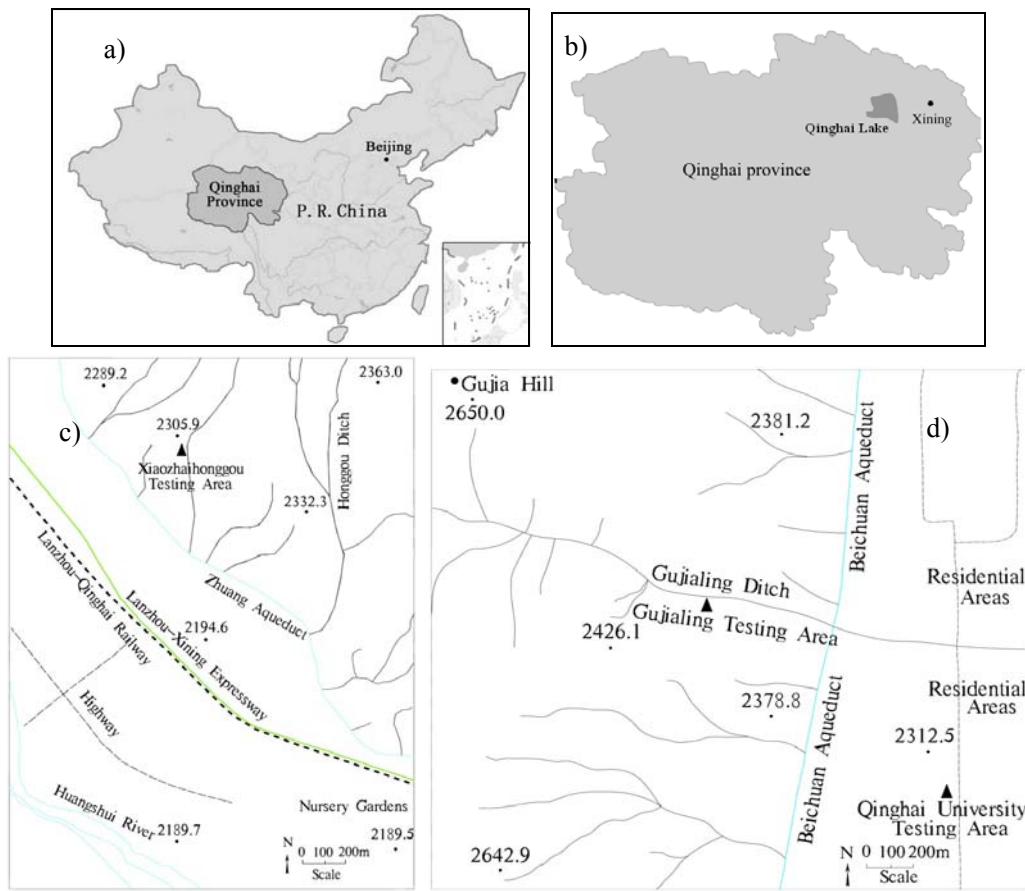 a)
Beijing
Qinghai
Province
P.R.China
b)
Qinghai Lake
Xining
Qinghai province
c)
2289.2
2363.0
2305.9
Xiaozhaihonggou
Testing Area
Honggou Ditch
2332.3
Zhuang Aqueduct
Lanzhou-Qinghai Railway
Lanzhou-Xining Expressway
2194.6
Highway
Huangshui River
2189.7
Nursery Gardens
2189.5
N
0 100 200m
Scale
d)
Gujia Hill
2650.0
2381.2
Beichuan Aqueduct
Gujialing Ditch
Gujialing Testing Area
2426.1
Residential
Areas
Residential
Areas
2378.8
Beichuan Aqueduct
2312.5
Qinghai University
Testing Area
2642.9
N
0 100 200m
Scale